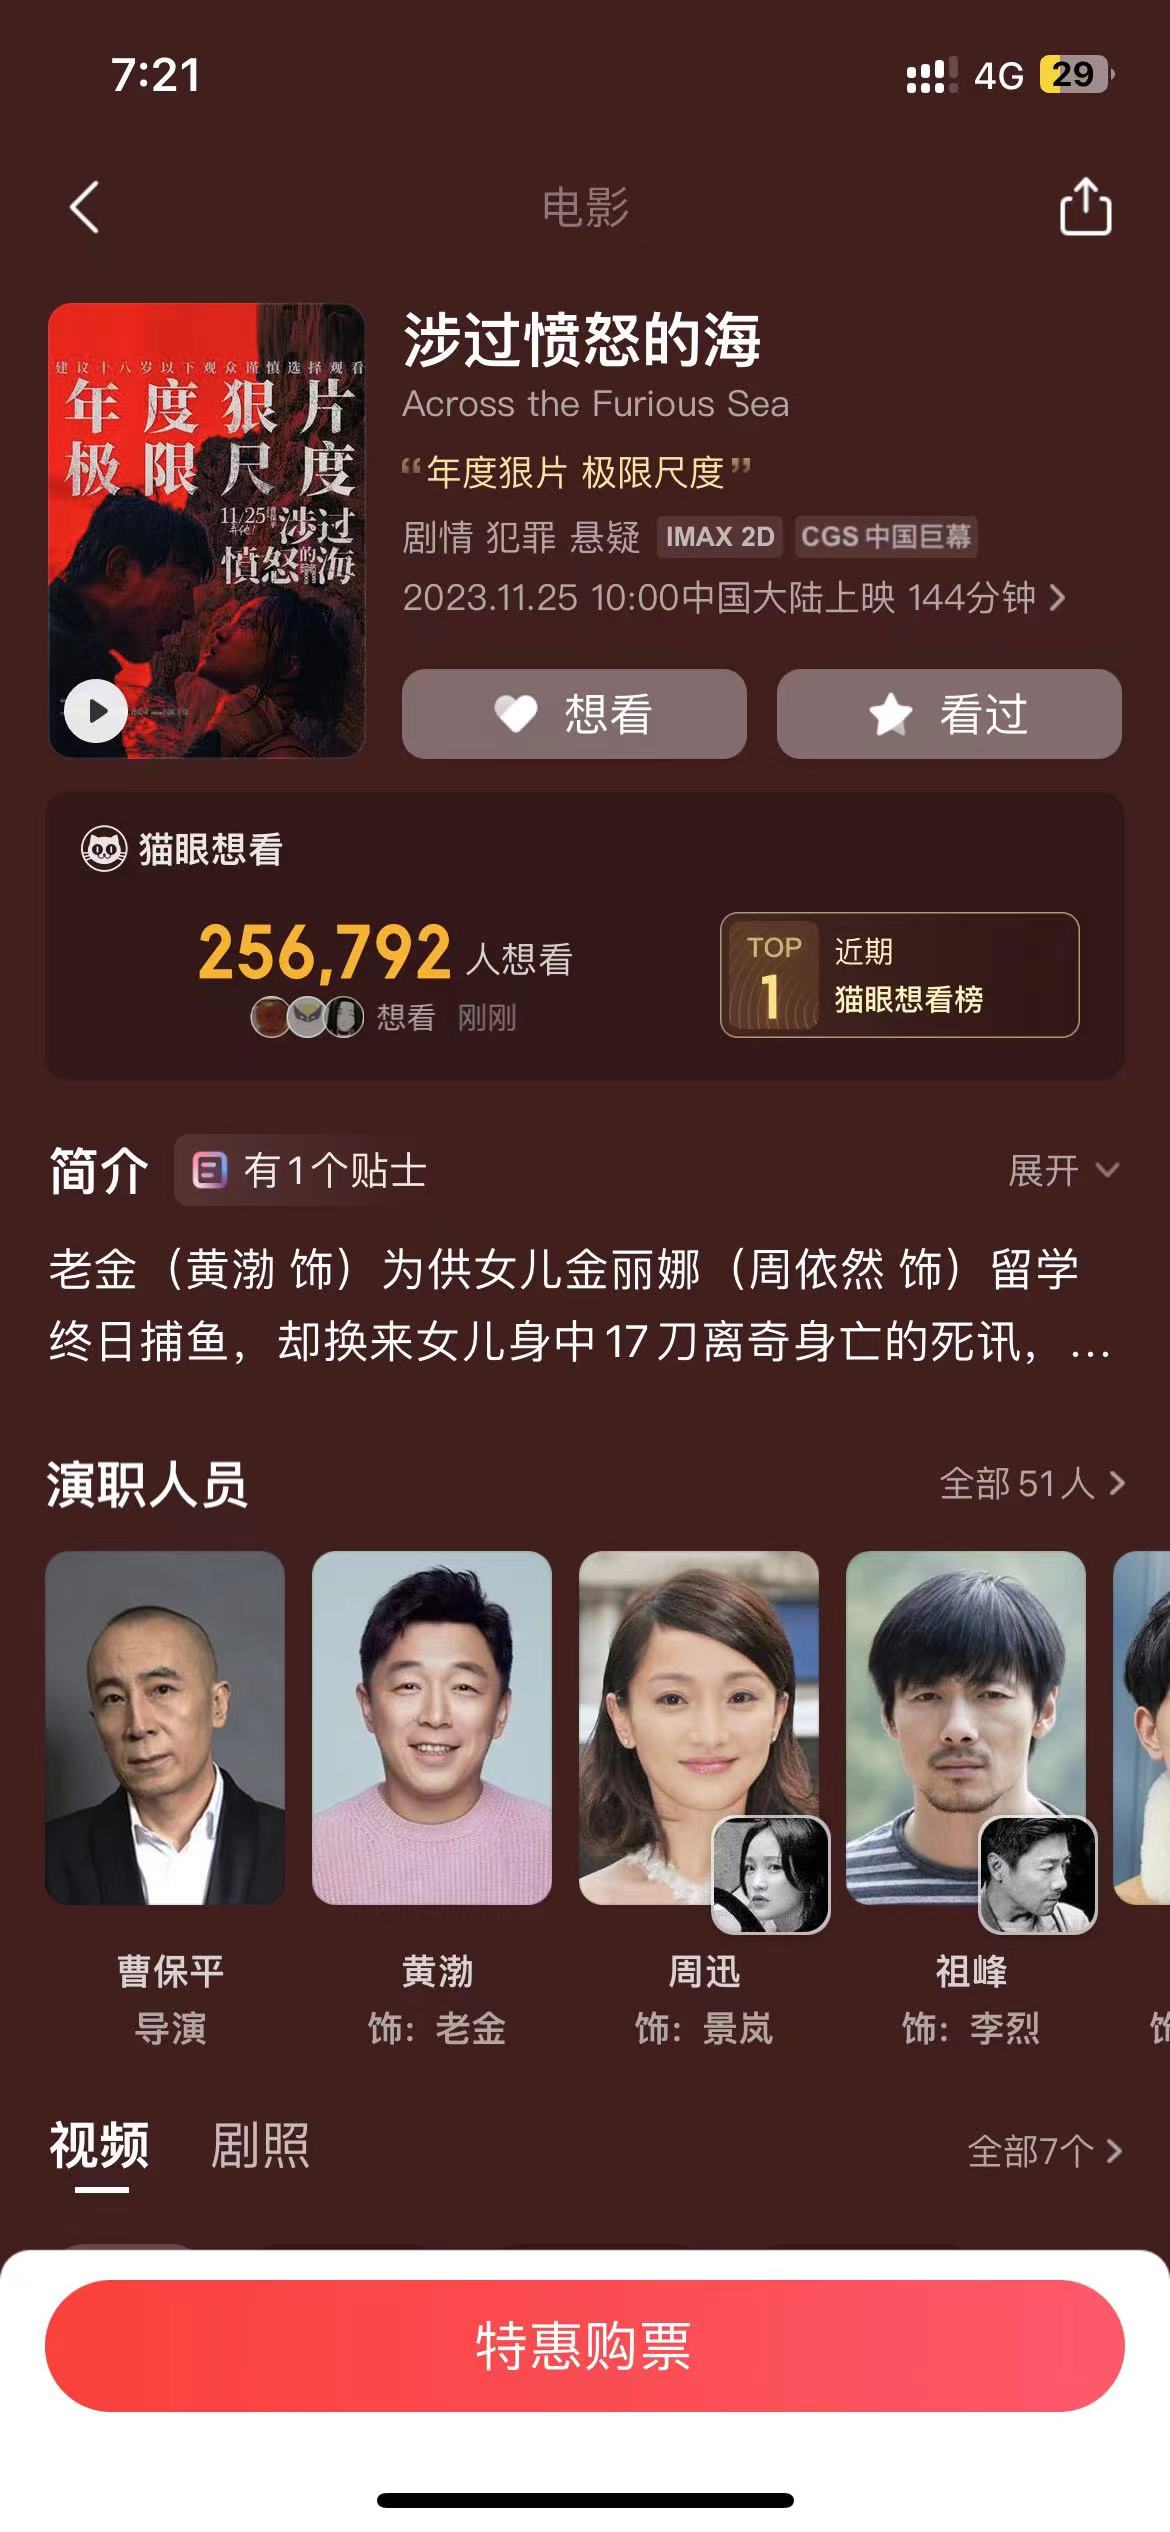 7:21
4G 29
电影
建议十八岁以下观众谨慎选择观看
年度狠片
极限尺度
11/25
涉过
愤怒的海
涉过愤怒的海
Across the Furious Sea
“年度狠片 极限尺度”
剧情 犯罪 悬疑 IMAX 2D CGS 中国巨幕
2023.11.25 10:00中国大陆上映 144分钟
想看 看过
猫眼想看
256,792 人想看
想看 刚刚
TOP 1
近期
猫眼想看榜
简介 有1个贴士 展开
老金（黄渤 饰）为供女儿金丽娜（周依然 饰）留学
终日捕鱼，却换来女儿身中17刀离奇身亡的死讯，...
演职人员 全部51人
曹保平 黄渤 周迅 祖峰
导演 饰：老金 饰：景岚 饰：李烈
视频 剧照 全部7个
特惠购票